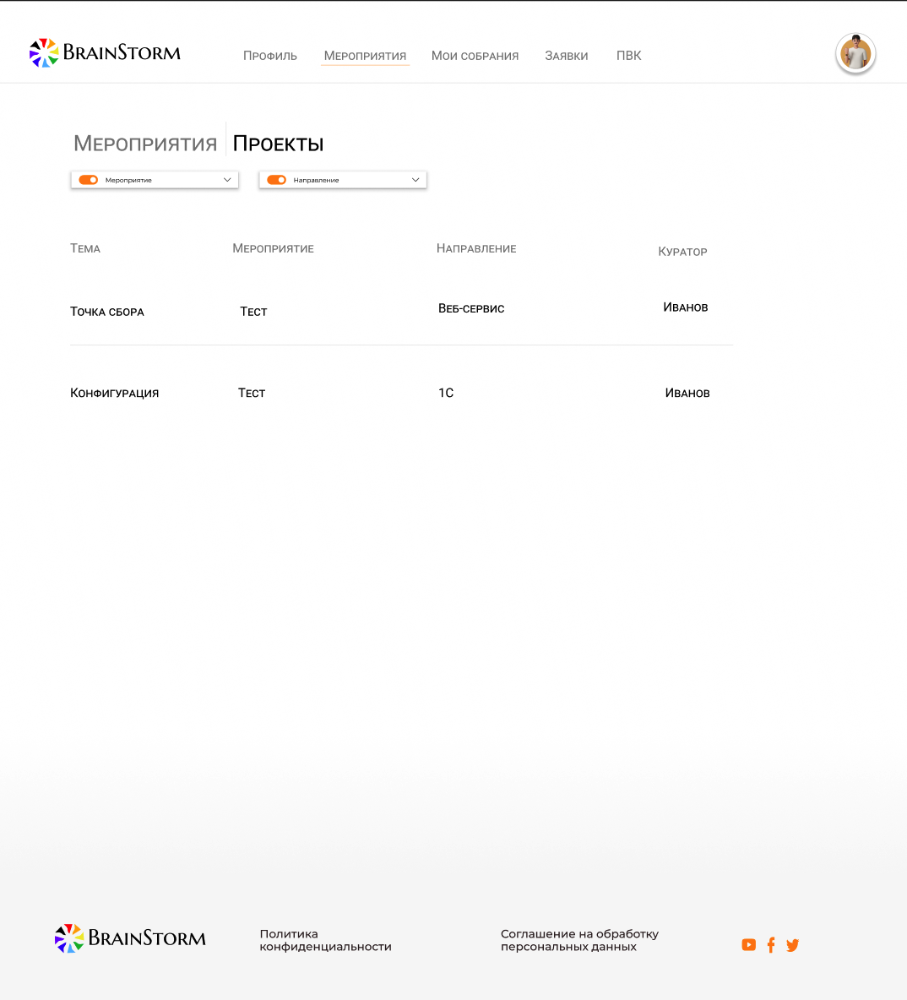 BrainStorm
Профиль Мероприятия Мои собрания Заявки ПВК
Мероприятия Проекты
Мероприятие Направление
Тема Мероприятие Направление Куратор
Точка сбора Тест Веб-сервис Иванов
Конфигурация Тест 1С Иванов
BrainStorm
Политика
конфиденциальности
Соглашение на обработку
персональных данных